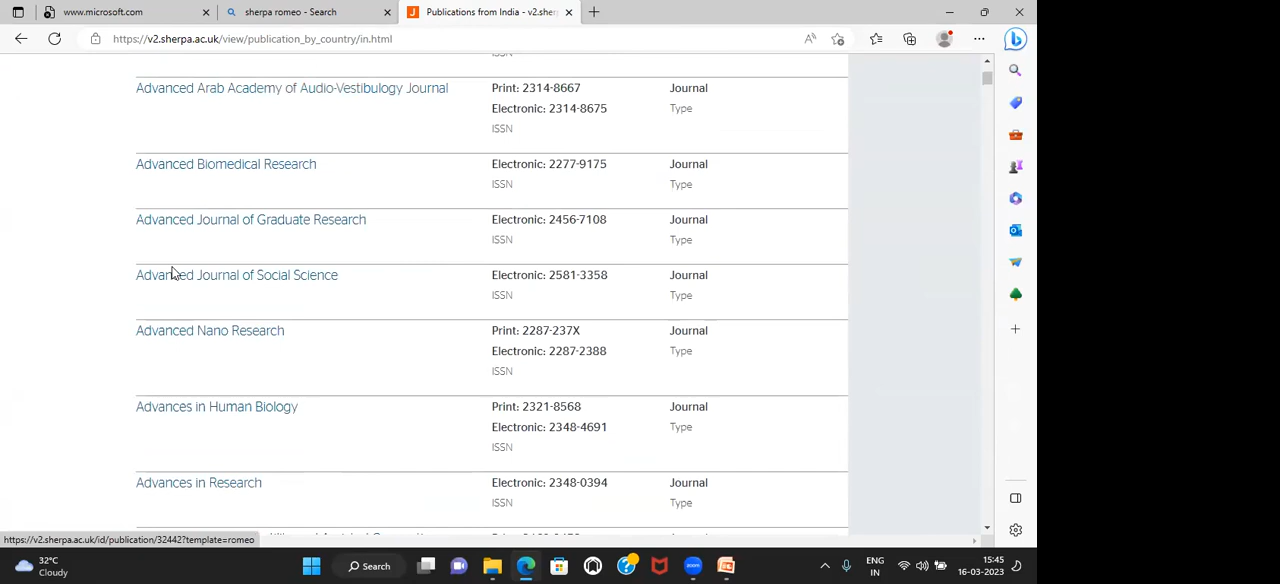 www.microsoft.com
sherpa romeo - Search
Publications from India - v2.sher
https://v2.sherpa.ac.uk/view/publication_by_country/in.html
ISSN
Advanced Arab Academy of Audio-Vestibulogy Journal
Print: 2314-8667
Journal
Electronic: 2314-8675
Type
ISSN
Advanced Biomedical Research
Electronic: 2277-9175
Journal
ISSN
Type
Advanced Journal of Graduate Research
Electronic: 2456-7108
Journal
ISSN
Type
Advanced Journal of Social Science
Electronic: 2581-3358
Journal
ISSN
Type
Advanced Nano Research
Print: 2287-237X
Journal
Electronic: 2287-2388
Type
ISSN
Advances in Human Biology
Print: 2321-8568
Journal
Electronic: 2348-4691
Type
ISSN
Advances in Research
Electronic: 2348-0394
Journal
ISSN
Type
https://v2.sherpa.ac.uk/id/publication/32442?template=romeo
32°C
Cloudy
Search
ENG
IN
15:45
16-03-2023